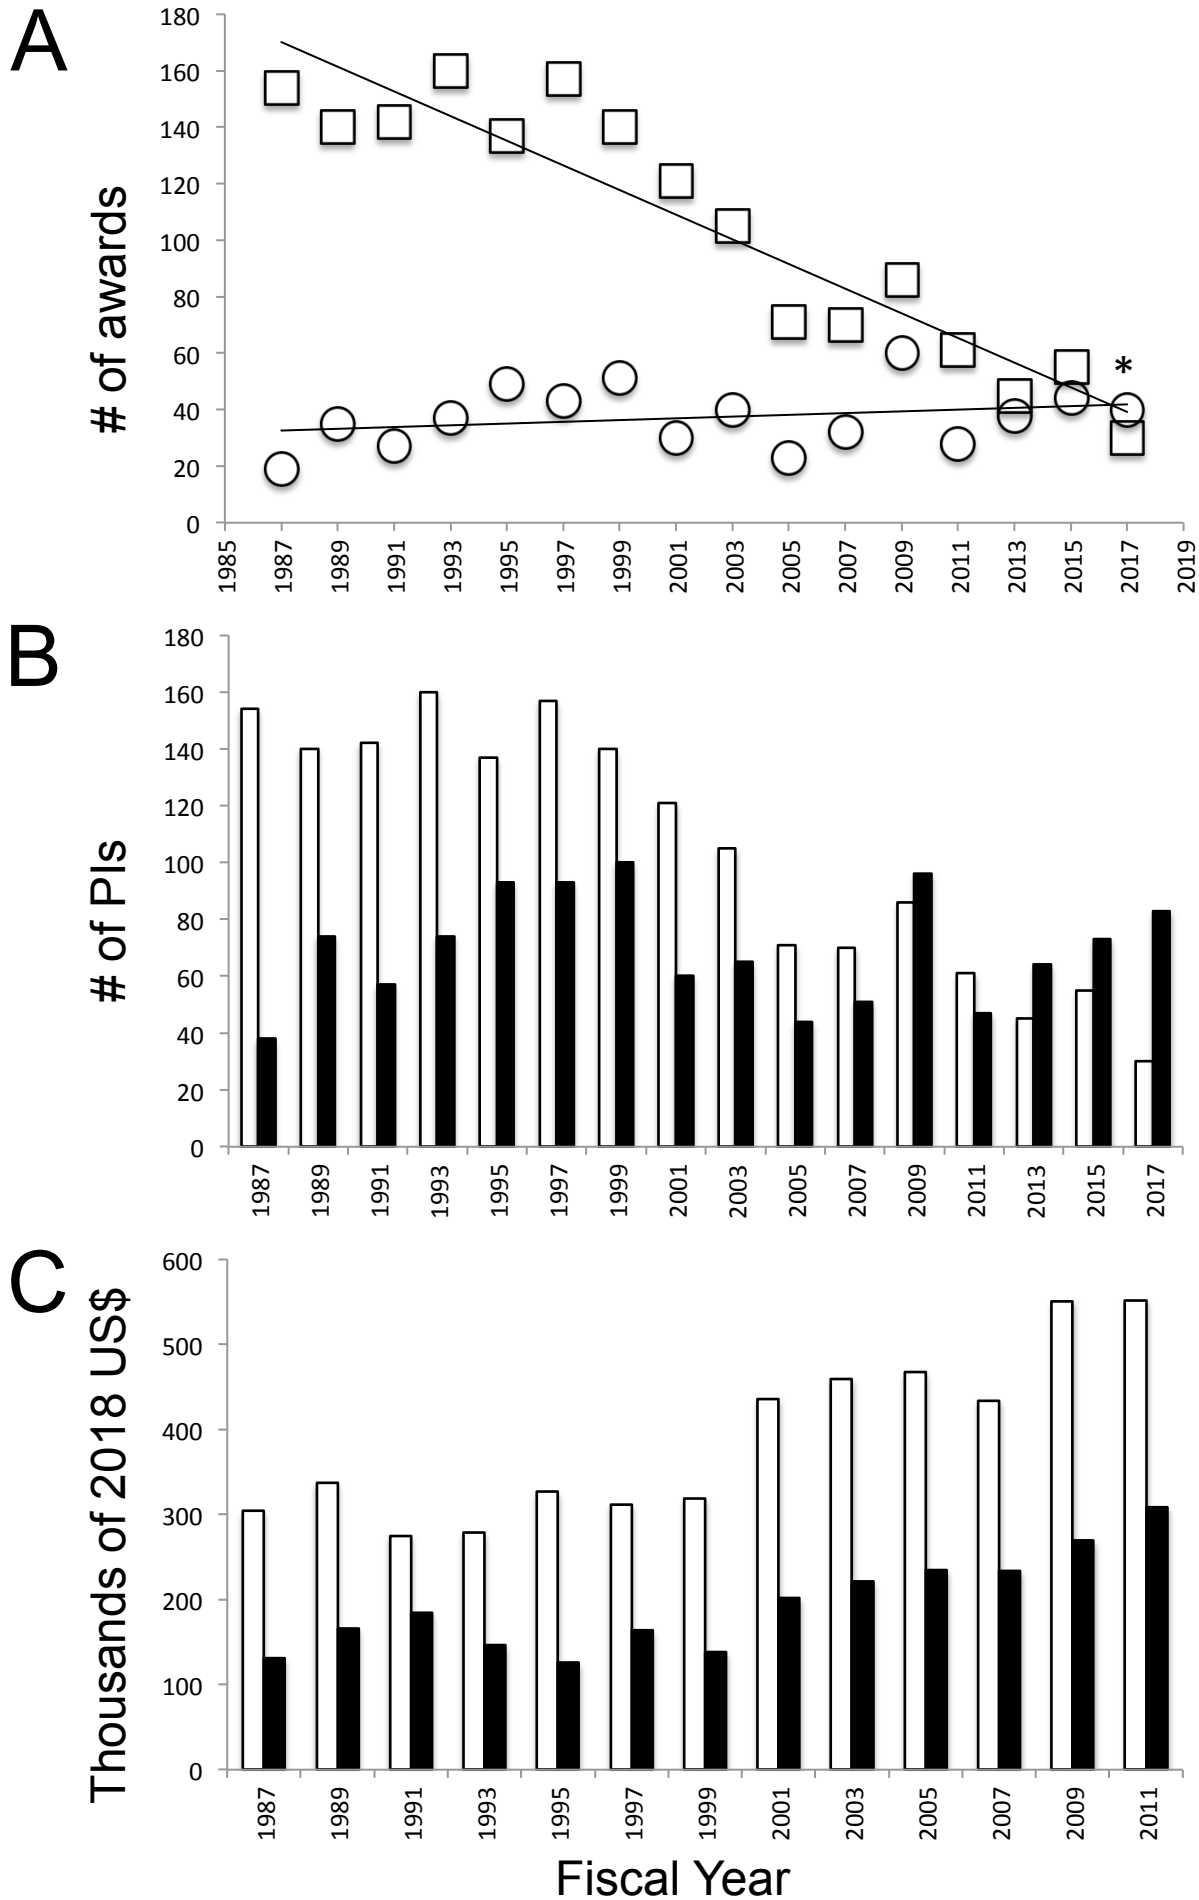 A
180
160
140
120
100
80
60
40
20
0
# of awards
*
1985 1987 1989 1991 1993 1995 1997 1999 2001 2003 2005 2007 2009 2011 2013 2015 2017 2019
B
180
160
140
120
100
80
60
40
20
0
# of PIs
1987 1989 1991 1993 1995 1997 1999 2001 2003 2005 2007 2009 2011 2013 2015 2017
C
600
500
400
300
200
100
0
Thousands of 2018 US$
1987 1989 1991 1993 1995 1997 1999 2001 2003 2005 2007 2009 2011
Fiscal Year